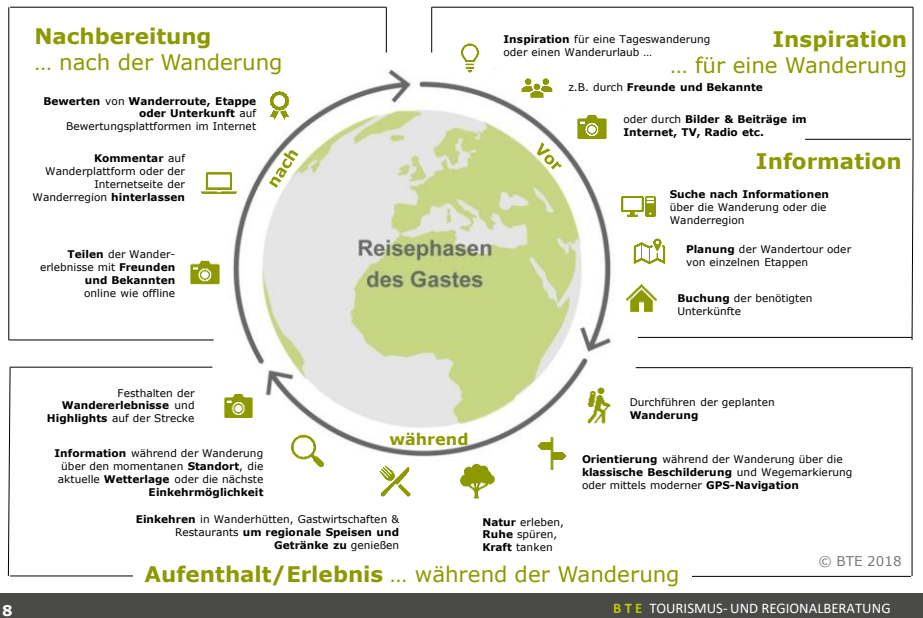 Nachbereitung
… nach der Wanderung
Bewerten von Wanderroute, Etappe
oder Unterkunft auf
Bewertungsplattformen im Internet
Kommentar auf
Wanderplattform oder der
Internetseite der
Wanderregion hinterlassen
Teilen der Wander-
erlebnisse mit Freunden
und Bekannten
online wie offline
Inspiration für eine Tageswanderung
oder einen Wanderurlaub …
Inspiration
… für eine Wanderung
z.B. durch Freunde und Bekannte
oder durch Bilder & Beiträge im
Internet, TV, Radio etc.
Information
Suche nach Informationen
über die Wanderung oder die
Wanderregion
Planung der Wandertour oder
von einzelnen Etappen
Buchung der benötigten
Unterkünfte
nach
Vor
Reisephasen
des Gastes
während
Festhalten der
Wandererlebnisse und
Highlights auf der Strecke
Information während der Wanderung
über den momentanen Standort, die
aktuelle Wetterlage oder die nächste
Einkehrmöglichkeit
Einkehren in Wanderhütten, Gastwirtschaften &
Restaurants um regionale Speisen und
Getränke zu genießen
Natur erleben,
Ruhe spüren,
Kraft tanken
Durchführen der geplanten
Wanderung
Orientierung während der Wanderung über die
klassische Beschilderung und Wegemarkierung
oder mittels moderner GPS-Navigation
© BTE 2018
Aufenthalt/Erlebnis … während der Wanderung
8
BTE TOURISMUS- UND REGIONALBERATUNG